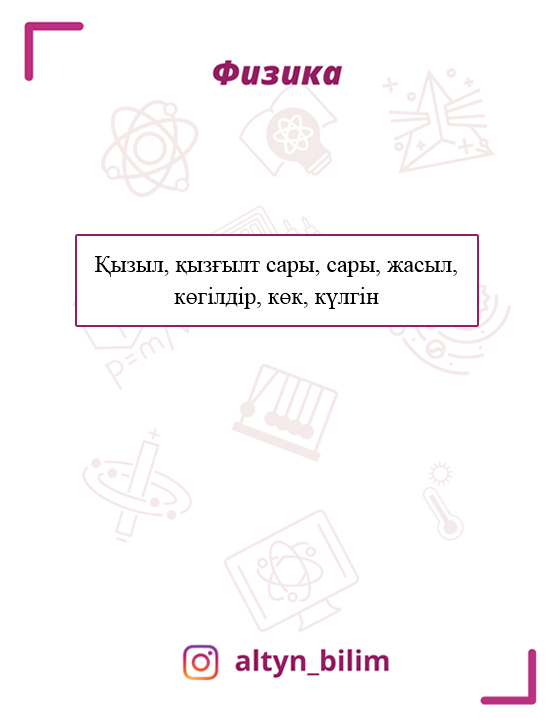 Физика
Қызыл, қызғылт сары, сары, жасыл,
көгілдір, көк, күлгін
p=m/V
altyn_bilim